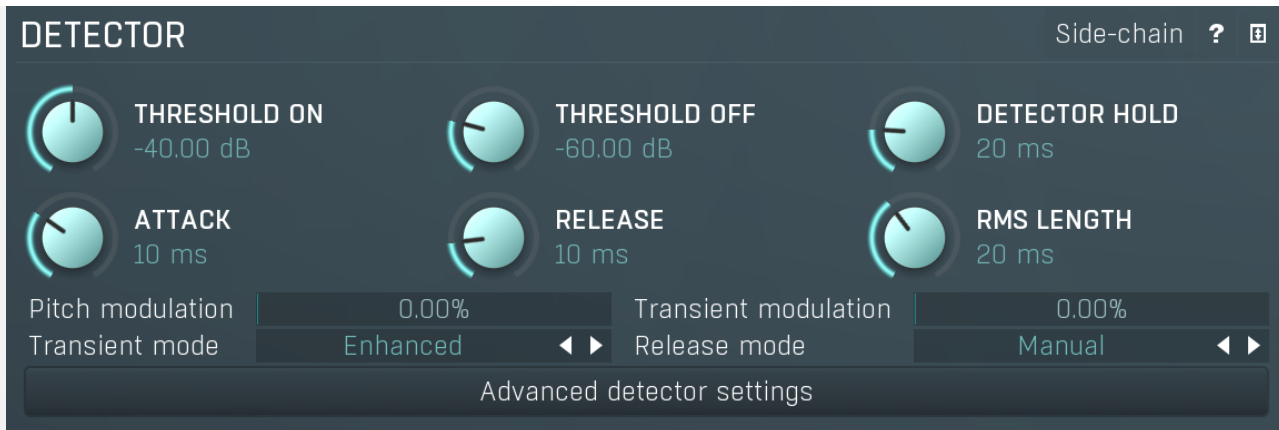 DETECTOR Side-chain ?
THRESHOLD ON THRESHOLD OFF DETECTOR HOLD
-40.00 dB -60.00 dB 20 ms
ATTACK RELEASE RMS LENGTH
10 ms 10 ms 20 ms
Pitch modulation 0.00% Transient modulation 0.00%
Transient mode Enhanced Release mode Manual
Advanced detector settings